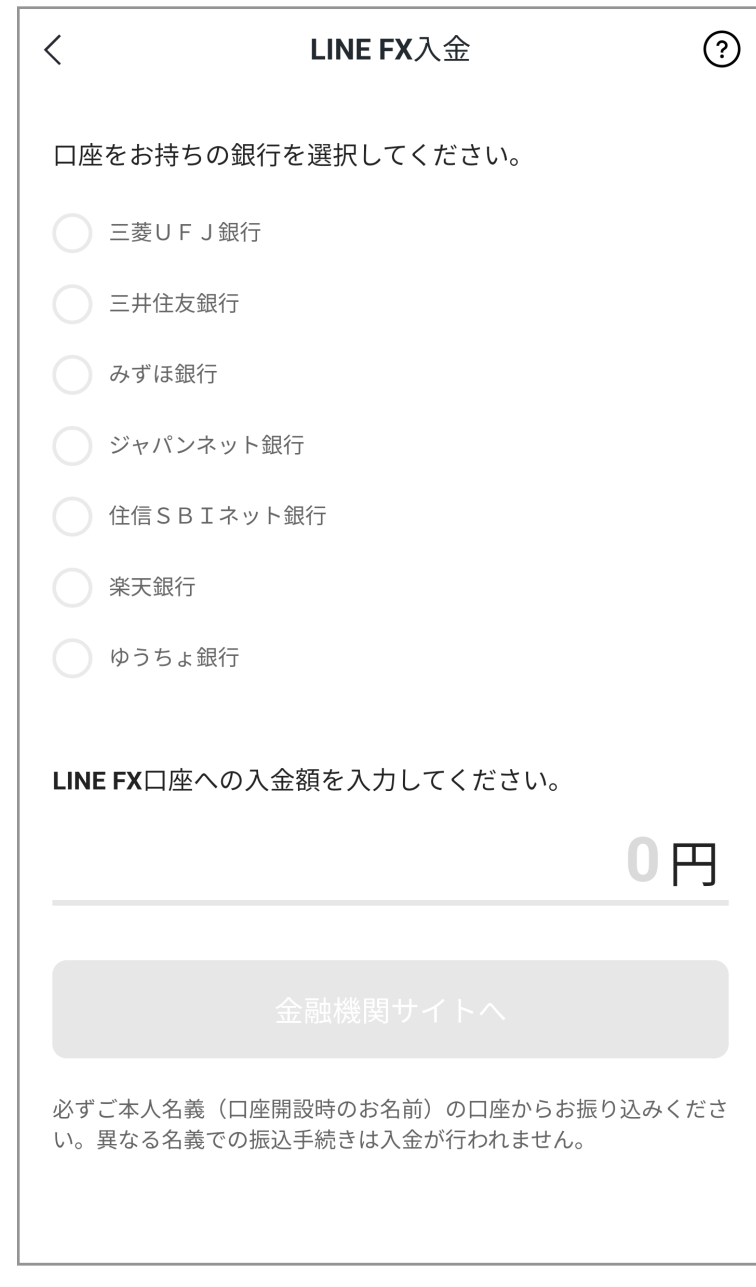 LINE FX入金
?
口座をお持ちの銀行を選択してください。
三菱ＵＦＪ銀行
三井住友銀行
みずほ銀行
ジャパンネット銀行
住信ＳＢＩネット銀行
楽天銀行
ゆうちょ銀行
LINE FX口座への入金額を入力してください。
0円
金融機関サイトへ
必ずご本人名義（口座開設時のお名前）の口座からお振り込みくださ
い。異なる名義での振込手続きは入金が行われません。